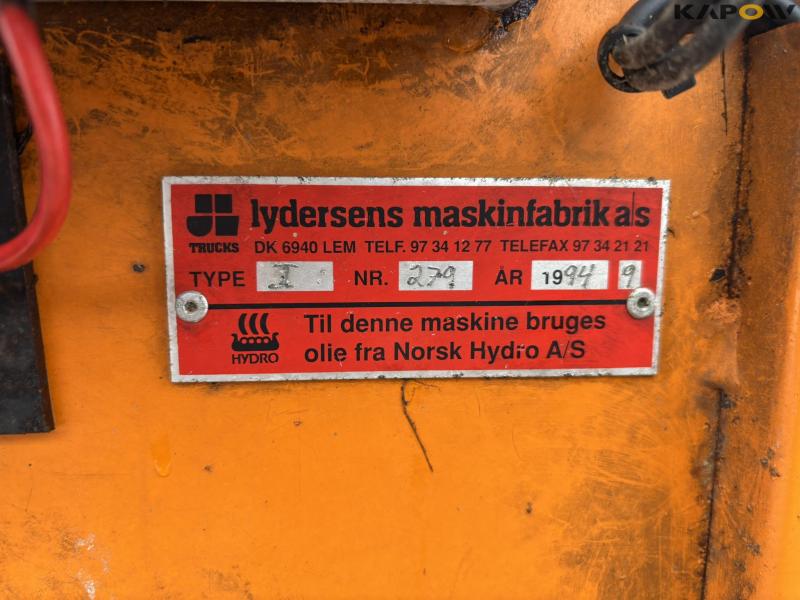 KAPOW
lydersens maskinfabrik a/s
TRUCKS DK 6940 LEM TELF. 97 34 12 77 TELEFAX 97 34 21 21
TYPE I NR. 279 ÅR 1994 9
HYDRO
Til denne maskine bruges
olie fra Norsk Hydro A/S